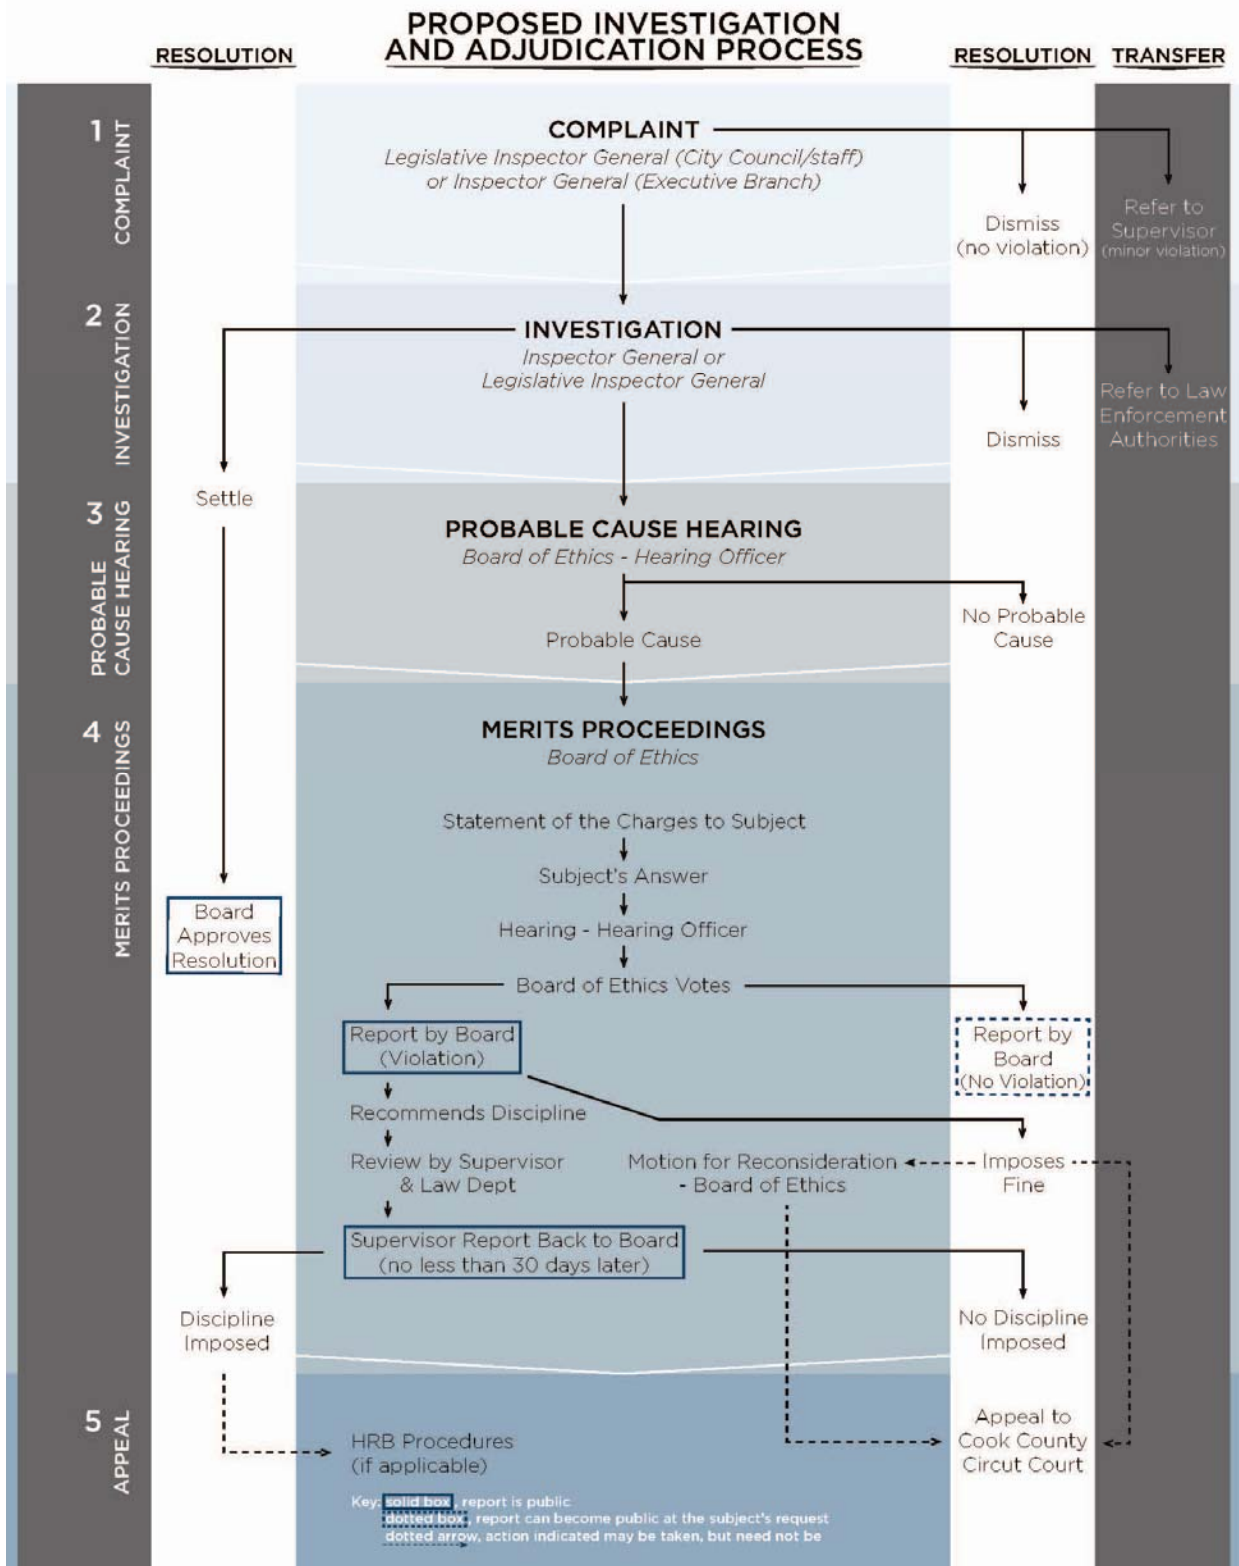 PROPOSED INVESTIGATION
AND ADJUDICATION PROCESS
RESOLUTION
RESOLUTION
TRANSFER
1
COMPLAINT
COMPLAINT
Legislative Inspector General (City Council/staff)
or Inspector General (Executive Branch)
Dismiss
(no violation)
Refer to
Supervisor
(minor violation)
2
INVESTIGATION
INVESTIGATION
Inspector General or
Legislative Inspector General
Dismiss
Refer to Law
Enforcement
Authorities
Settle
3
PROBABLE
CAUSE HEARING
PROBABLE CAUSE HEARING
Board of Ethics - Hearing Officer
Probable Cause
No Probable
Cause
4
MERITS PROCEEDINGS
MERITS PROCEEDINGS
Board of Ethics
Statement of the Charges to Subject
Subject's Answer
Hearing - Hearing Officer
Board of Ethics Votes
Board
Approves
Resolution
Report by Board
(Violation)
Report by
Board
(No Violation)
Recommends Discipline
Review by Supervisor
& Law Dept
Motion for Reconsideration
- Board of Ethics
Imposes
Fine
Supervisor Report Back to Board
(no less than 30 days later)
Discipline
Imposed
No Discipline
Imposed
5
APPEAL
HRB Procedures
(if applicable)
Appeal to
Cook County
Circut Court
Key: solid box, report is public
dotted box, report can become public at the subject's request
dotted arrow, action indicated may be taken, but need not be